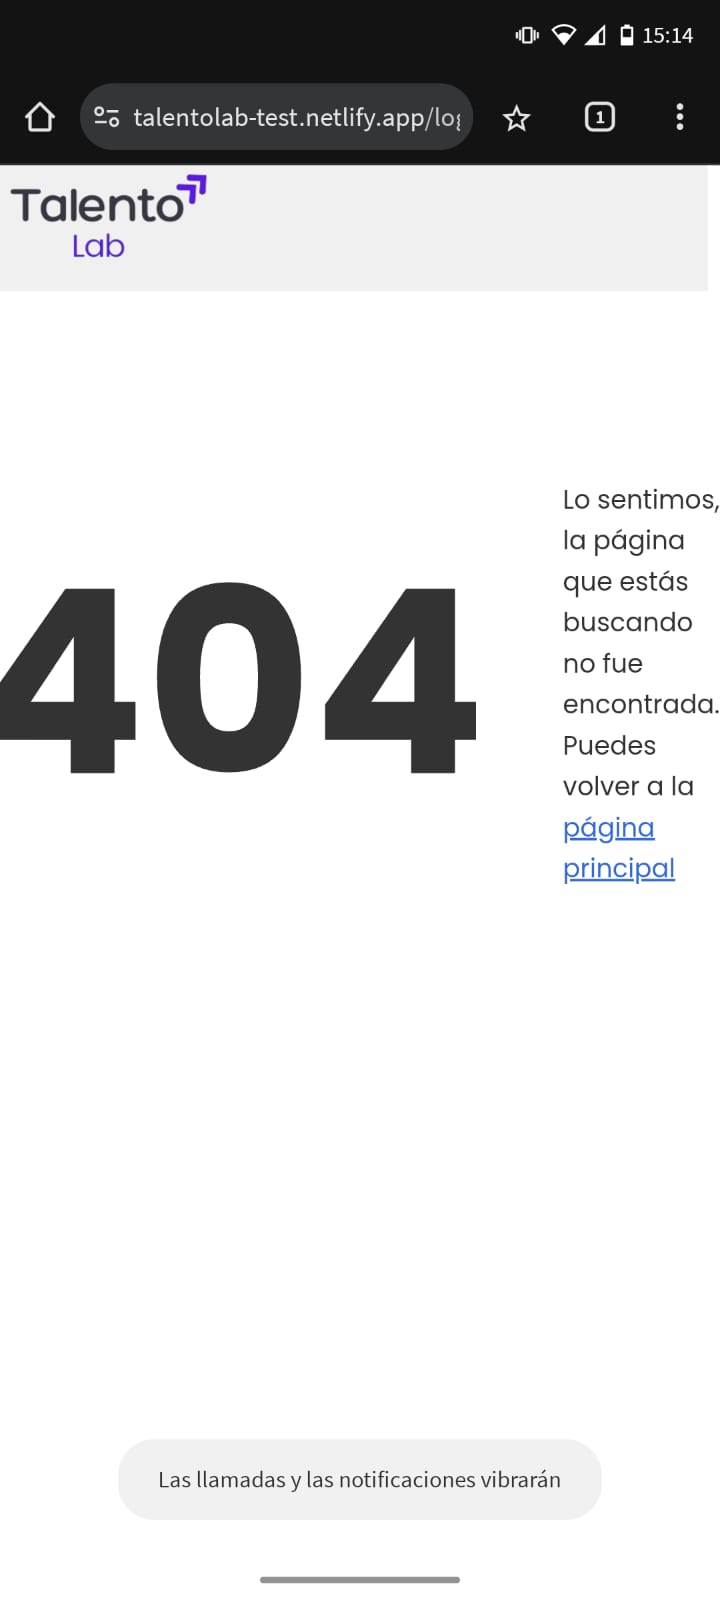 15:14
talentolab-test.netlify.app/log
1
Talento
Lab
404
Lo sentimos,
la página
que estás
buscando
no fue
encontrada.
Puedes
volver a la
página
principal
Las llamadas y las notificaciones vibrarán